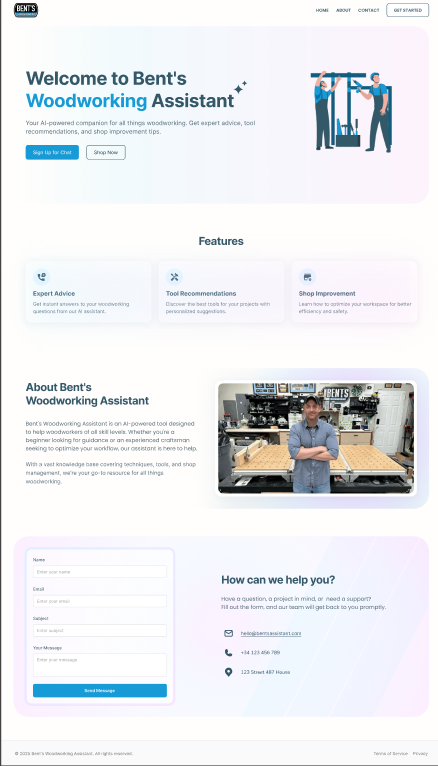 BENT'S
HOME ABOUT CONTACT GET STARTED
Welcome to Bent's
Woodworking Assistant
Your AI-powered companion for all things woodworking. Get expert advice, tool
recommendations, and shop improvement tips.
Sign Up for Chat Shop Now
Features
Expert Advice
Get instant answers to your woodworking
questions from our AI assistant.
Tool Recommendations
Discover the best tools for your projects with
personalized suggestions.
Shop Improvement
Learn how to optimize your workspace for better
efficiency and safety.
About Bent's
Woodworking Assistant
Bent's Woodworking Assistant is an AI-powered tool designed
to help woodworkers of all skill levels. Whether you're a
beginner looking for guidance or an experienced craftsman
seeking to optimize your workflow, our assistant is here to help.
With a vast knowledge base covering techniques, tools, and shop
management, we're your go-to resource for all things
woodworking.
BENT'S
Name
Enter your name
Email
Enter your email
Subject
Enter subject
Your Message
Enter your message
Send Message
How can we help you?
Have a question, a project in mind, or need a support?
Fill out the form, and our team will get back to you promptly.
hello@bentsassistant.com
+34 123 456 789
123 Street 487 House
© 2025 Bent's Woodworking Assistant. All rights reserved.
Terms of Service Privacy